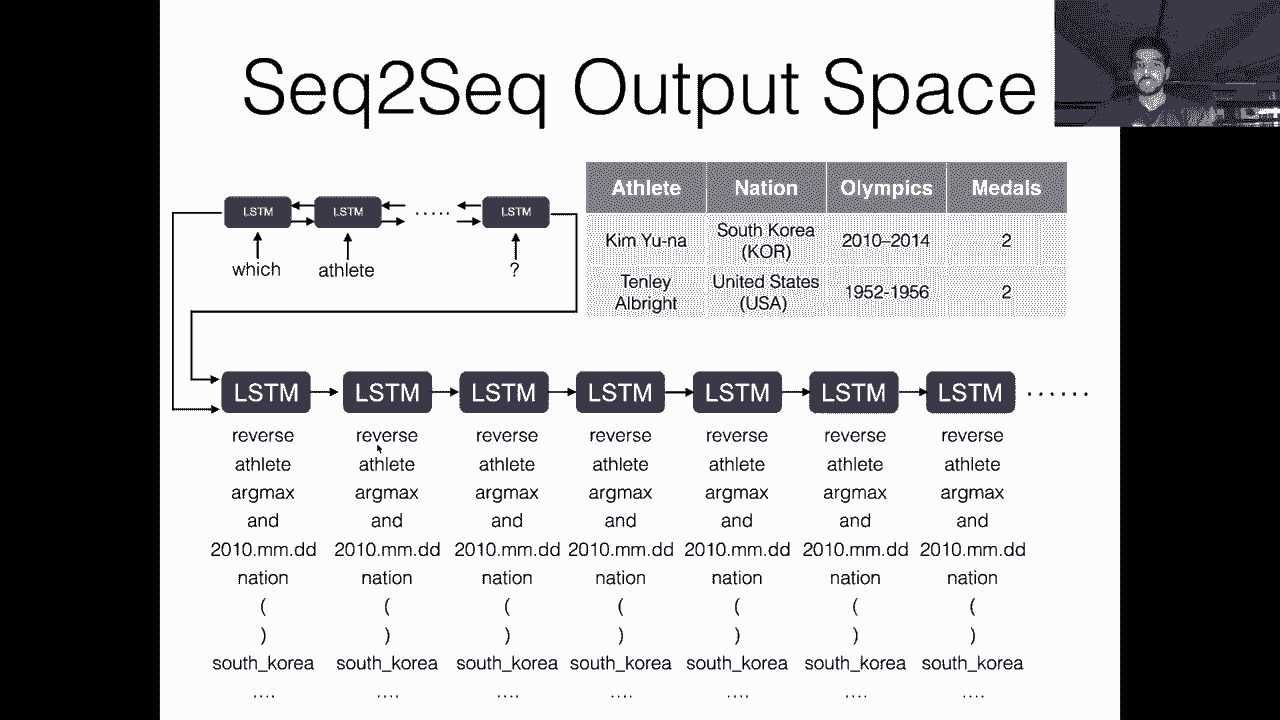 Seq2Seq Output Space
LSTM LSTM ..... LSTM
which athlete ?
Athlete Nation Olympics Medals
Kim Yu-na South Korea (KOR) 2010–2014 2
Tenley Albright United States (USA) 1952-1956 2
LSTM LSTM LSTM LSTM LSTM LSTM LSTM ......
reverse reverse reverse reverse reverse reverse reverse
athlete athlete athlete athlete athlete athlete athlete
argmax argmax argmax argmax argmax argmax argmax
and and and and and and and
2010.mm.dd 2010.mm.dd 2010.mm.dd 2010.mm.dd 2010.mm.dd 2010.mm.dd 2010.mm.dd
nation nation nation nation nation nation nation
( ( ( ( ( ( (
) ) ) ) ) ) )
south_korea south_korea south_korea south_korea south_korea south_korea south_korea
.... .... .... .... .... .... ....